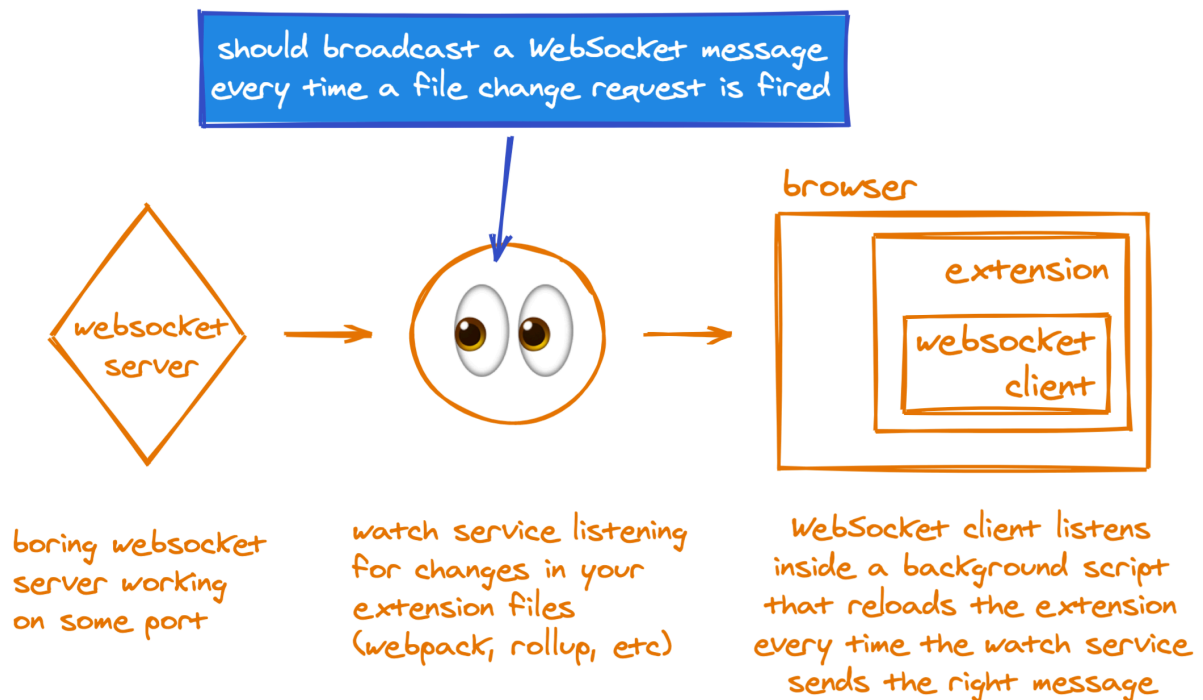 should broadcast a WebSocket message
every time a file change request is fired
browser
websocket
server
extension
websocket
client
boring websocket
server working
on some port
watch service listening
for changes in your
extension files
(webpack, rollup, etc)
WebSocket client listens
inside a background script
that reloads the extension
every time the watch service
sends the right message